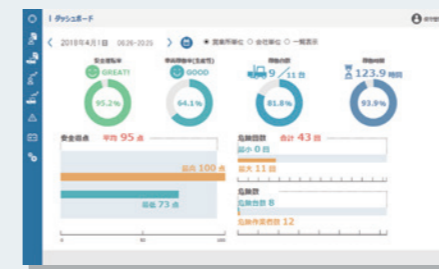 ダッシュボード
2019年4月1日 0626-2035
営業所単位 会社単位 一覧表示
安全運転率
GREAT!
95.2%
車両稼働率(生産性)
GOOD
64.1%
稼働台数
9／11台
81.8%
稼働時間
123.9 時間
93.9%
安全得点 平均 95 点
最高 100 点
最低 73 点
0 50 100
危険回数 合計 43 回
最小 0 回
最大 11 回
危険数
危険台数 8
危険作業者数 12